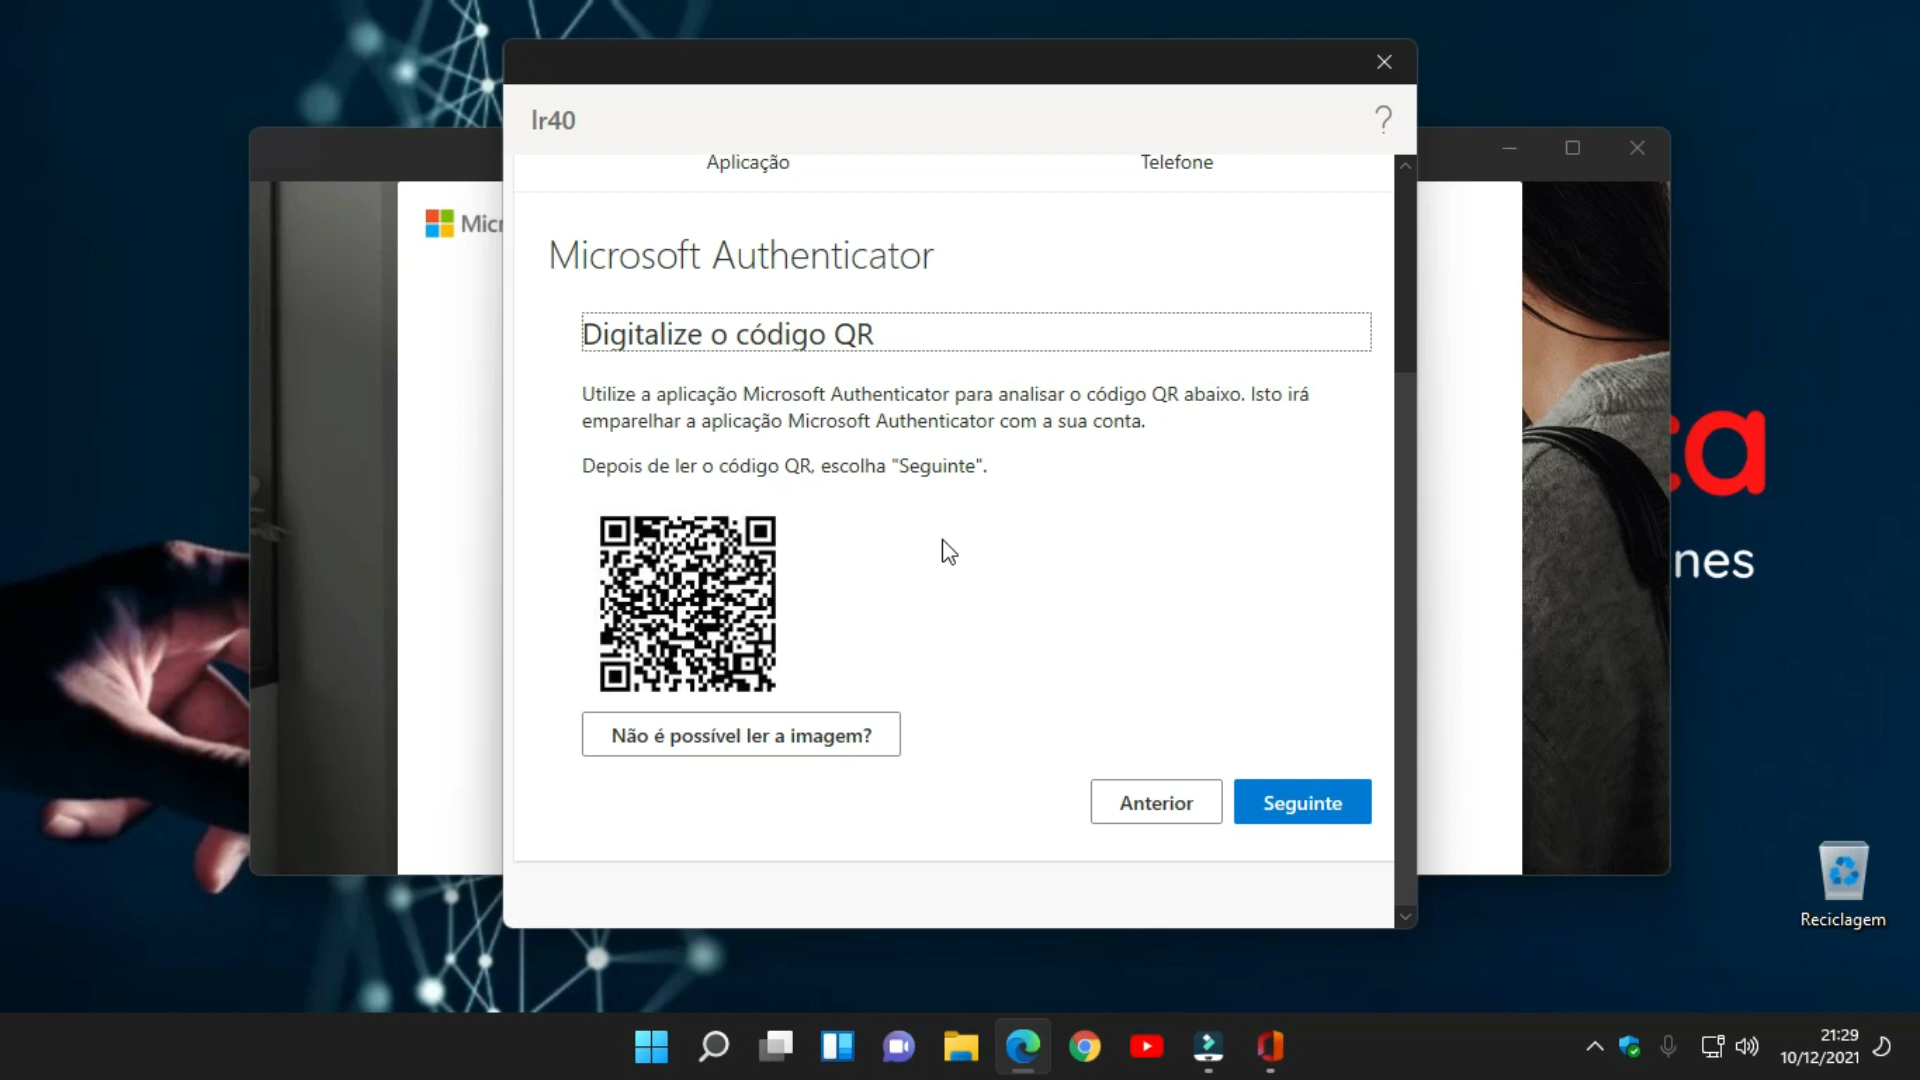 Ir40
?
Aplicação
Telefone
Microsoft Authenticator
Digitalize o código QR
Utilize a aplicação Microsoft Authenticator para analisar o código QR abaixo. Isto irá
emparelhar a aplicação Microsoft Authenticator com a sua conta.
Depois de ler o código QR, escolha "Seguinte".
Não é possível ler a imagem?
Anterior
Seguinte
Micr
nes
Reciclagem
21:29
10/12/2021